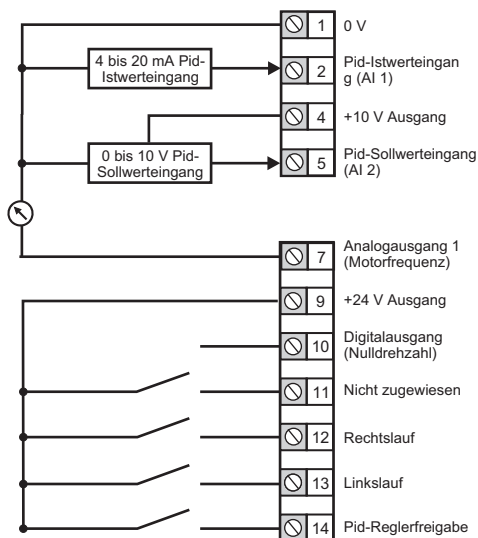 1 0 V
4 bis 20 mA Pid-
Istwerteingang
2 Pid-Istwerteingan
g (AI 1)
4 +10 V Ausgang
0 bis 10 V Pid-
Sollwerteingang
5 Pid-Sollwerteingang
(AI 2)
7 Analogausgang 1
(Motorfrequenz)
9 +24 V Ausgang
10 Digitalausgang
(Nulldrehzahl)
11 Nicht zugewiesen
12 Rechtslauf
13 Linkslauf
14 Pid-Reglerfreigabe